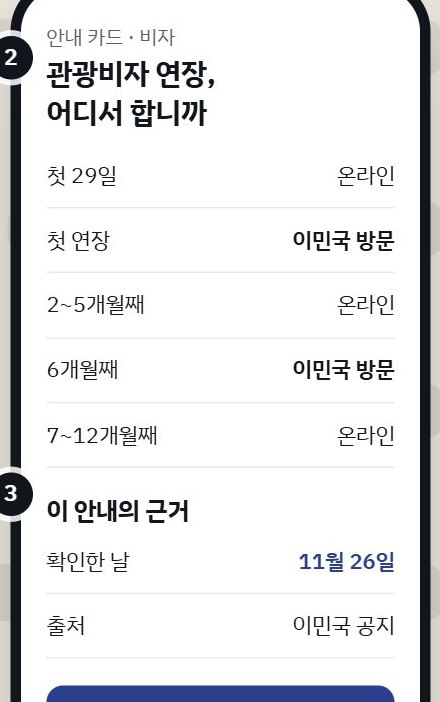 2
안내 카드 · 비자
관광비자 연장,
어디서 합니까
첫 29일 온라인
첫 연장 이민국 방문
2~5개월째 온라인
6개월째 이민국 방문
7~12개월째 온라인
3
이 안내의 근거
확인한 날 11월 26일
출처 이민국 공지